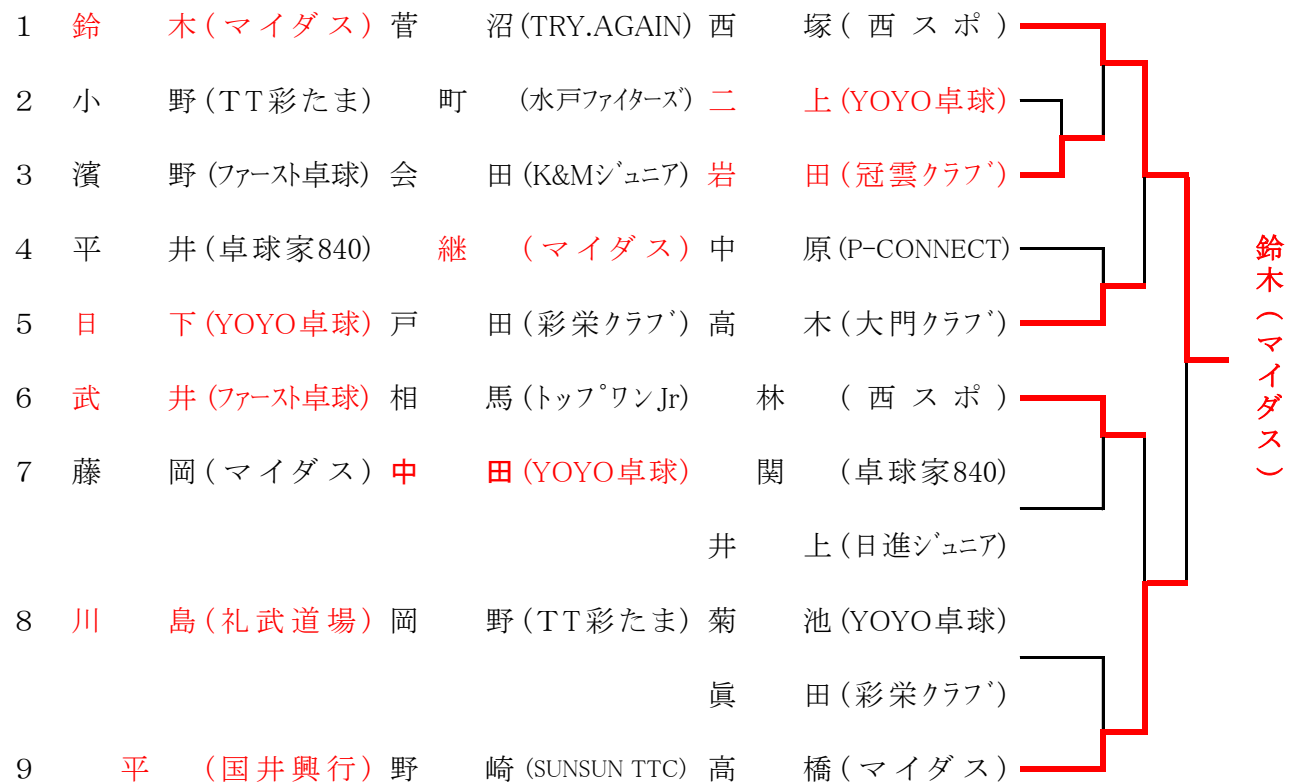 1 鈴 木(マイダス) 菅 沼(TRY.AGAIN) 西 塚(西スポ)
2 小 野(TT彩たま) 町 (水戸ファイターズ) 二 上(YOYO卓球)
3 濱 野(ファースト卓球) 会 田(K&Mジュニア) 岩 田(冠雲クラブ)
4 平 井(卓球家840) 継 (マイダス) 中 原(P-CONNECT)
5 日 下(YOYO卓球) 戸 田(彩栄クラブ) 高 木(大門クラブ)
6 武 井(ファースト卓球) 相 馬(トップワンJr) 林 (西スポ)
7 藤 岡(マイダス) 中 田(YOYO卓球) 関 (卓球家840)
井 上(日進ジュニア)
8 川 島(礼武道場) 岡 野(TT彩たま) 菊 池(YOYO卓球)
眞 田(彩栄クラブ)
9 平 (国井興行) 野 崎(SUNSUN TTC) 高 橋(マイダス)
鈴木(マイダス)